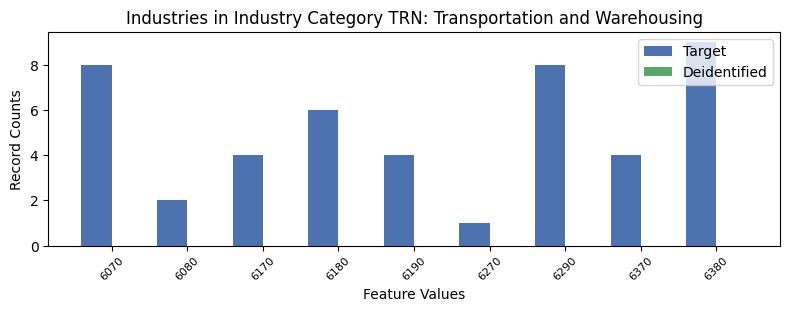 Industries in Industry Category TRN: Transportation and Warehousing
Target
Deidentified
Record Counts
8
6
4
2
0
6070 6080 6170 6180 6190 6270 6290 6370 6380
Feature Values